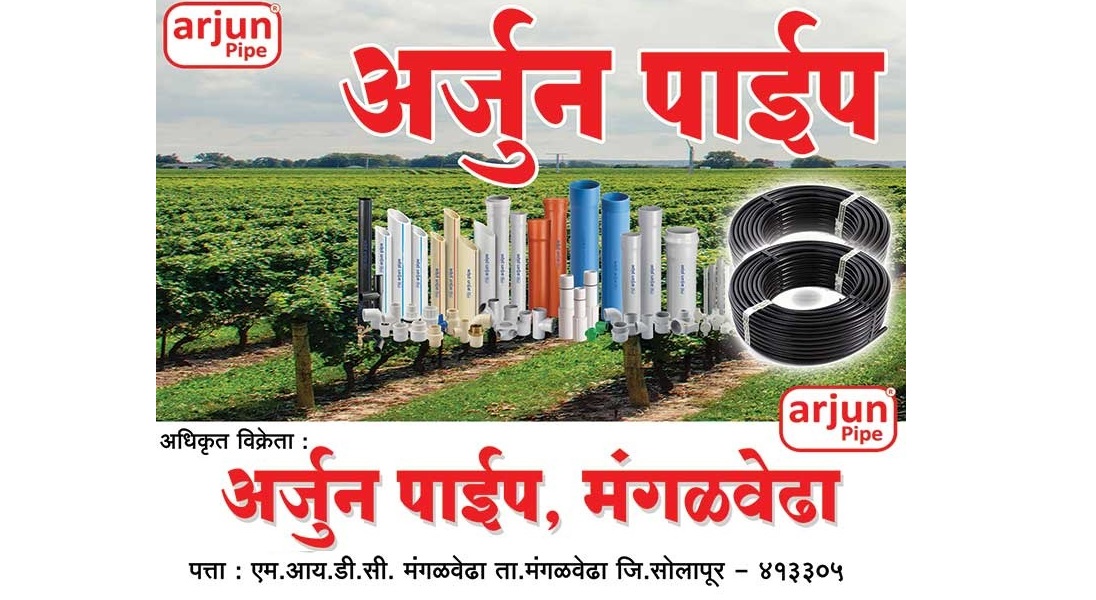 arjun®
Pipe
अर्जुन पाईप
arjun®
Pipe
अधिकृत विक्रेता :
अर्जुन पाईप, मंगळवेढा
पत्ता : एम.आय.डी.सी. मंगळवेढा ता.मंगळवेढा जि.सोलापूर – ४१३३०५